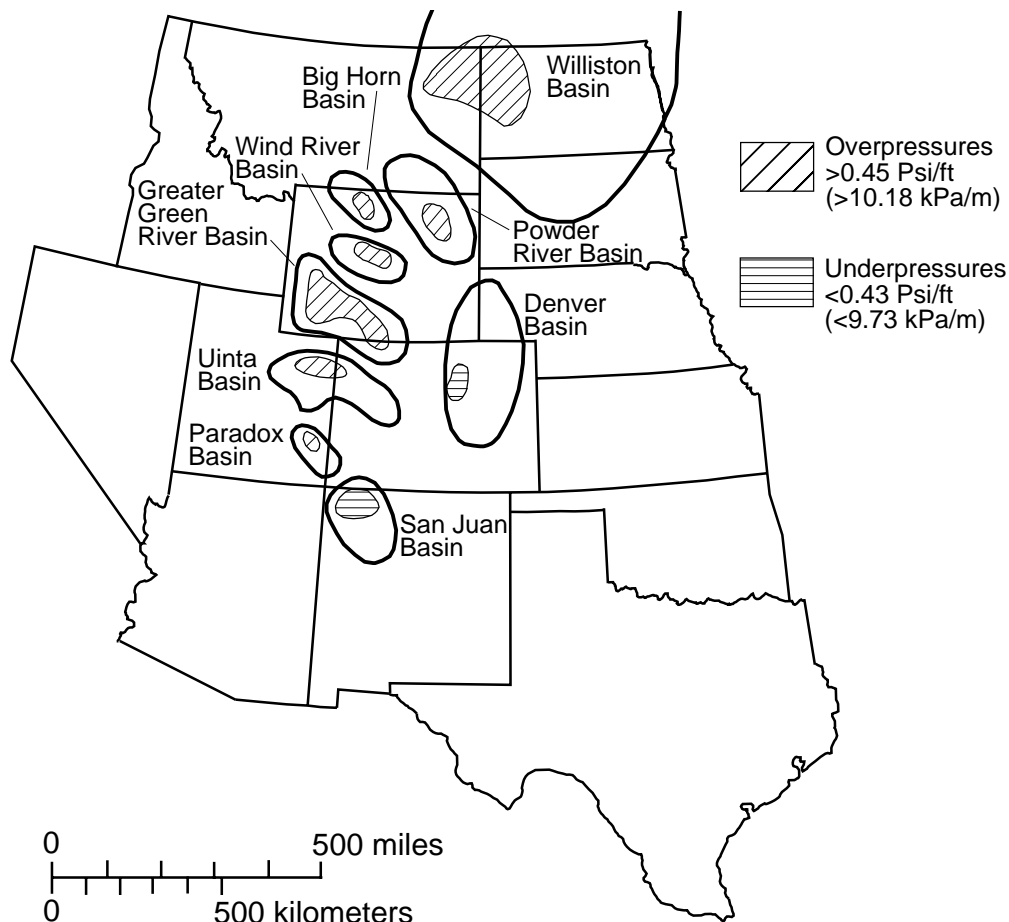 Big Horn
Basin
Williston
Basin
Wind River
Basin
Greater
Green
River Basin
Powder
River Basin
Denver
Basin
Uinta
Basin
Paradox
Basin
San Juan
Basin
Overpressures
>0.45 Psi/ft
(>10.18 kPa/m)
Underpressures
<0.43 Psi/ft
(<9.73 kPa/m)
0 500 miles
0 500 kilometers